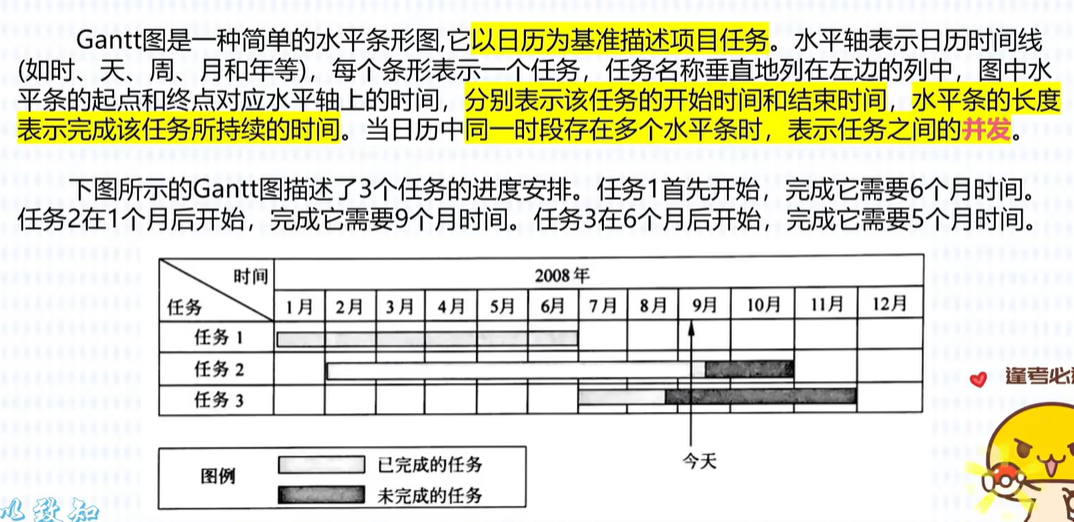 Gantt图是一种简单的水平条形图,它以日历为基准描述项目任务。水平轴表示日历时间线
(如时、天、周、月和年等)，每个条形表示一个任务，任务名称垂直地列在左边的列中，图中水
平条的起点和终点对应水平轴上的时间，分别表示该任务的开始时间和结束时间，水平条的长度
表示完成该任务所持续的时间。当日历中同一时段存在多个水平条时，表示任务之间的并发。
下图所示的Gantt图描述了3个任务的进度安排。任务1首先开始，完成它需要6个月时间。
任务2在1个月后开始，完成它需要9个月时间。任务3在6个月后开始，完成它需要5个月时间。
时间
2008年
任务
1月 2月 3月 4月 5月 6月 7月 8月 9月 10月 11月 12月
任务1
任务2
任务3
逢考必
今天
图例
已完成的任务
未完成的任务
以致知